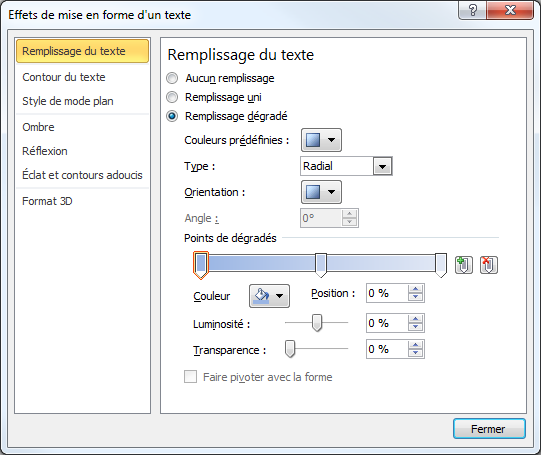 Effets de mise en forme d'un texte
Remplissage du texte
Contour du texte
Style de mode plan
Ombre
Réflexion
Éclat et contours adoucis
Format 3D
Remplissage du texte
Aucun remplissage
Remplissage uni
Remplissage dégradé
Couleurs prédéfinies :
Type : Radial
Orientation :
Angle : 0°
Points de dégradés
Couleur Position : 0 %
Luminosité : 0 %
Transparence : 0 %
Faire pivoter avec la forme
Fermer